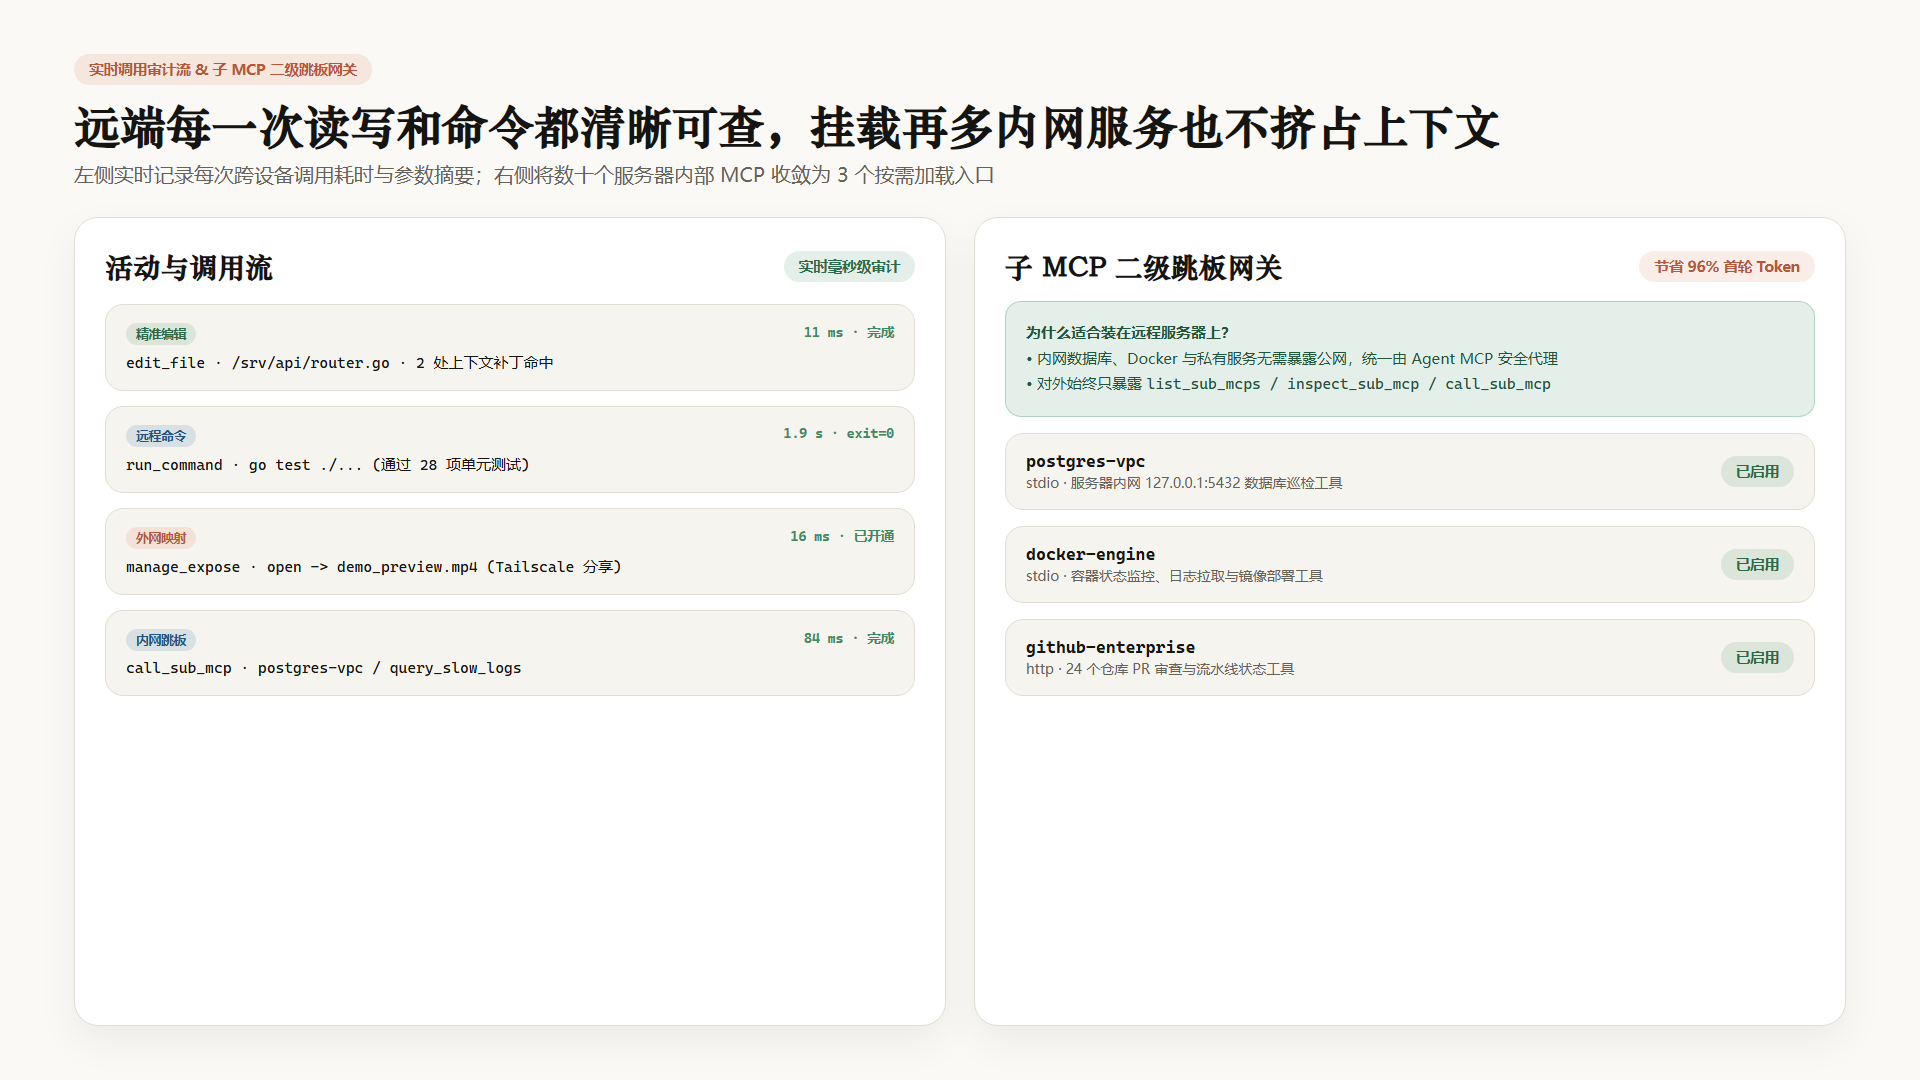 实时调用审计流 & 子 MCP 二级跳板网关
远端每一次读写和命令都清晰可查，挂载再多内网服务也不挤占上下文
左侧实时记录每次跨设备调用耗时与参数摘要；右侧将数十个服务器内部 MCP 收敛为 3 个按需加载入口
活动与调用流
实时毫秒级审计
精准编辑
11 ms · 完成
edit_file · /srv/api/router.go · 2 处上下文补丁命中
远程命令
1.9 s · exit=0
run_command · go test ./... (通过 28 项单元测试)
外网映射
16 ms · 已开通
manage_expose · open -> demo_preview.mp4 (Tailscale 分享)
内网跳板
84 ms · 完成
call_sub_mcp · postgres-vpc / query_slow_logs
子 MCP 二级跳板网关
节省 96% 首轮 Token
为什么适合装在远程服务器上？
• 内网数据库、Docker 与私有服务无需暴露公网，统一由 Agent MCP 安全代理
• 对外始终只暴露 list_sub_mcps / inspect_sub_mcp / call_sub_mcp
postgres-vpc
stdio · 服务器内网 127.0.0.1:5432 数据库巡检工具
已启用
docker-engine
stdio · 容器状态监控、日志拉取与镜像部署工具
已启用
github-enterprise
http · 24 个仓库 PR 审查与流水线状态工具
已启用